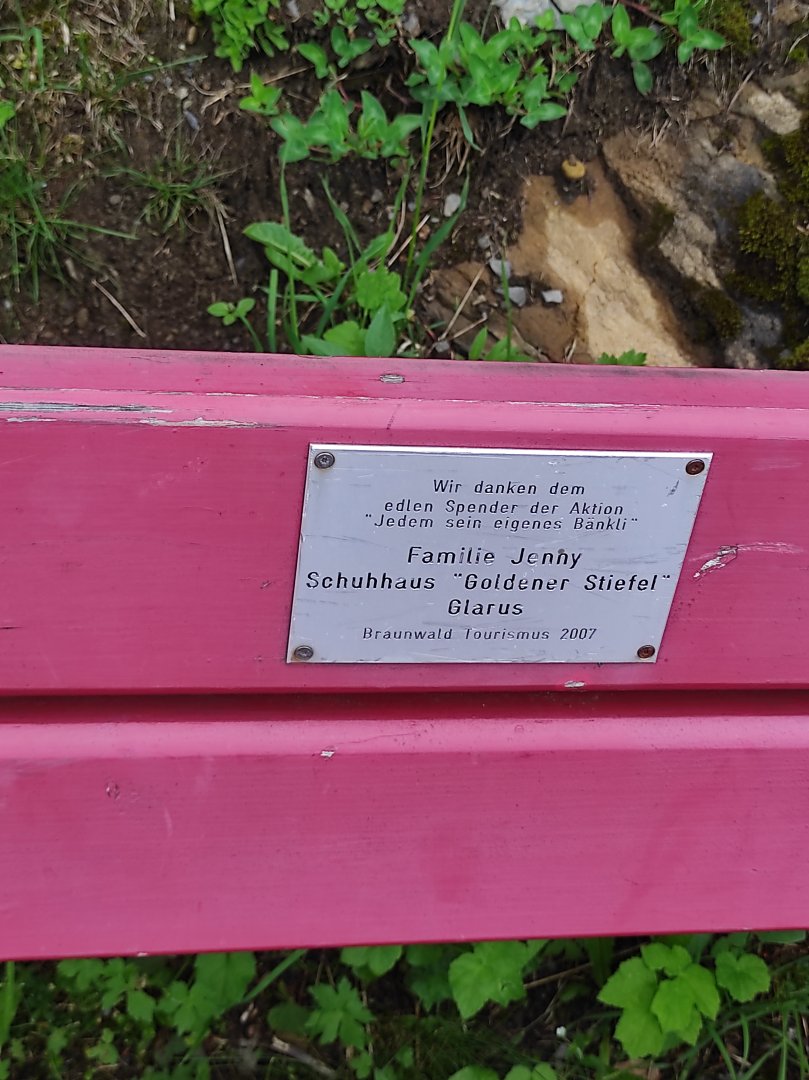 Wir danken dem
edlen Spender der Aktion
"Jedem sein eigenes Bänkli"
Familie Jenny
Schuhhaus "Goldener Stiefel"
Glarus
Braunwald Tourismus 2007